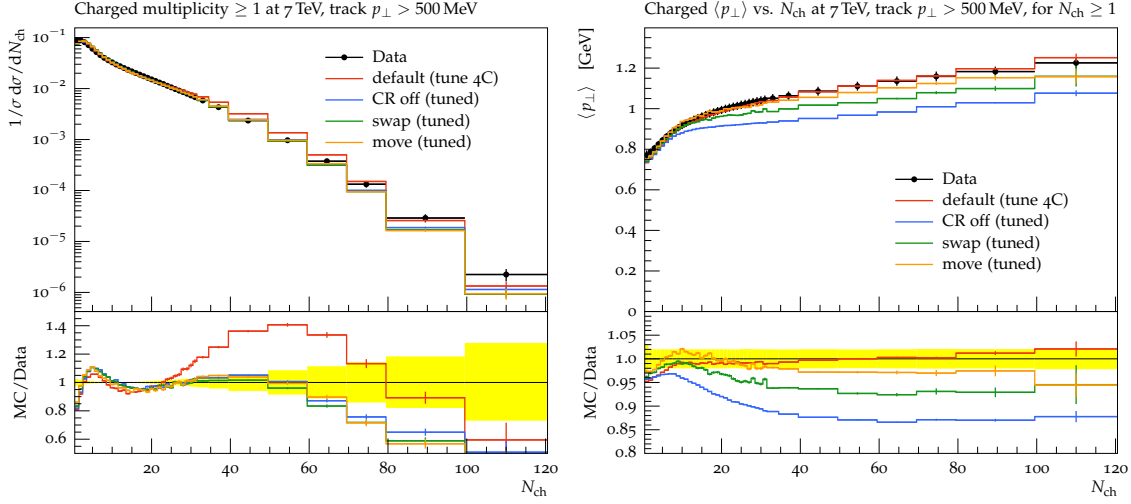 Charged multiplicity ≥ 1 at 7 TeV, track p⊥ > 500 MeV
1/σ dσ/dNch
10⁻¹
10⁻²
10⁻³
10⁻⁴
10⁻⁵
10⁻⁶
Data
default (tune 4C)
CR off (tuned)
swap (tuned)
move (tuned)
MC/Data
1.4
1.2
1
0.8
0.6
20 40 60 80 100 120
Nch
Charged ⟨p⊥⟩ vs. Nch at 7 TeV, track p⊥ > 500 MeV, for Nch ≥ 1
⟨p⊥⟩ [GeV]
1.2
1.0
0.8
0.6
0.4
0.2
0
Data
default (tune 4C)
CR off (tuned)
swap (tuned)
move (tuned)
MC/Data
1.05
1.0
0.95
0.9
0.85
0.8
20 40 60 80 100 120
Nch